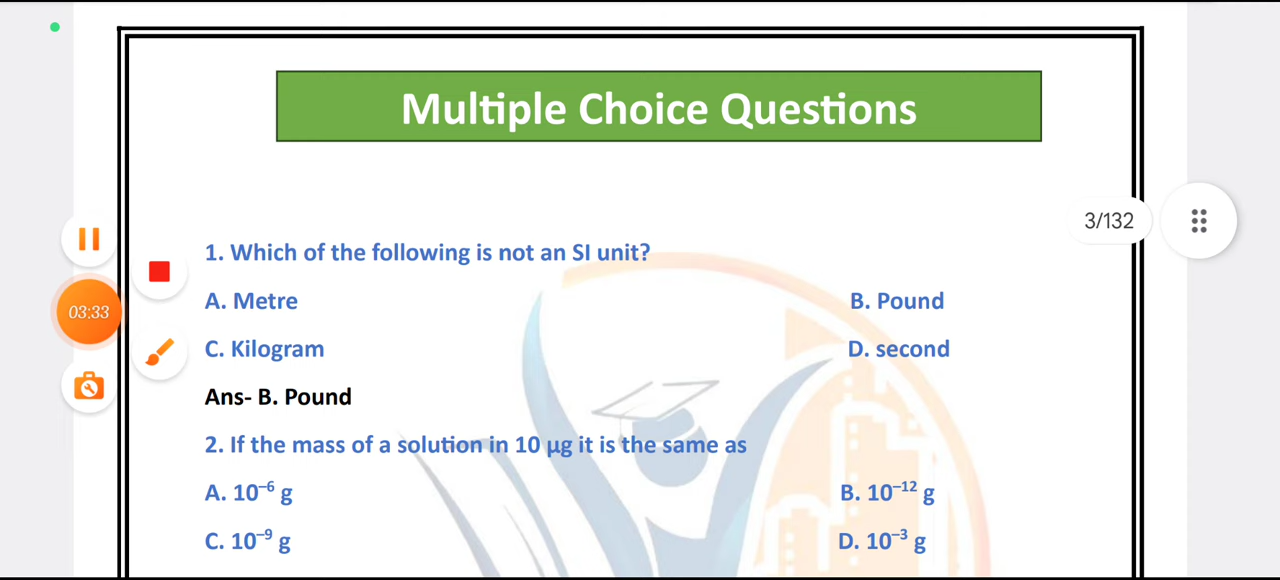 Multiple Choice Questions
3/132
1. Which of the following is not an SI unit?
A. Metre B. Pound
C. Kilogram D. second
03:33
Ans- B. Pound
2. If the mass of a solution in 10 μg it is the same as
A. 10⁻⁶ g B. 10⁻¹² g
C. 10⁻⁹ g D. 10⁻³ g